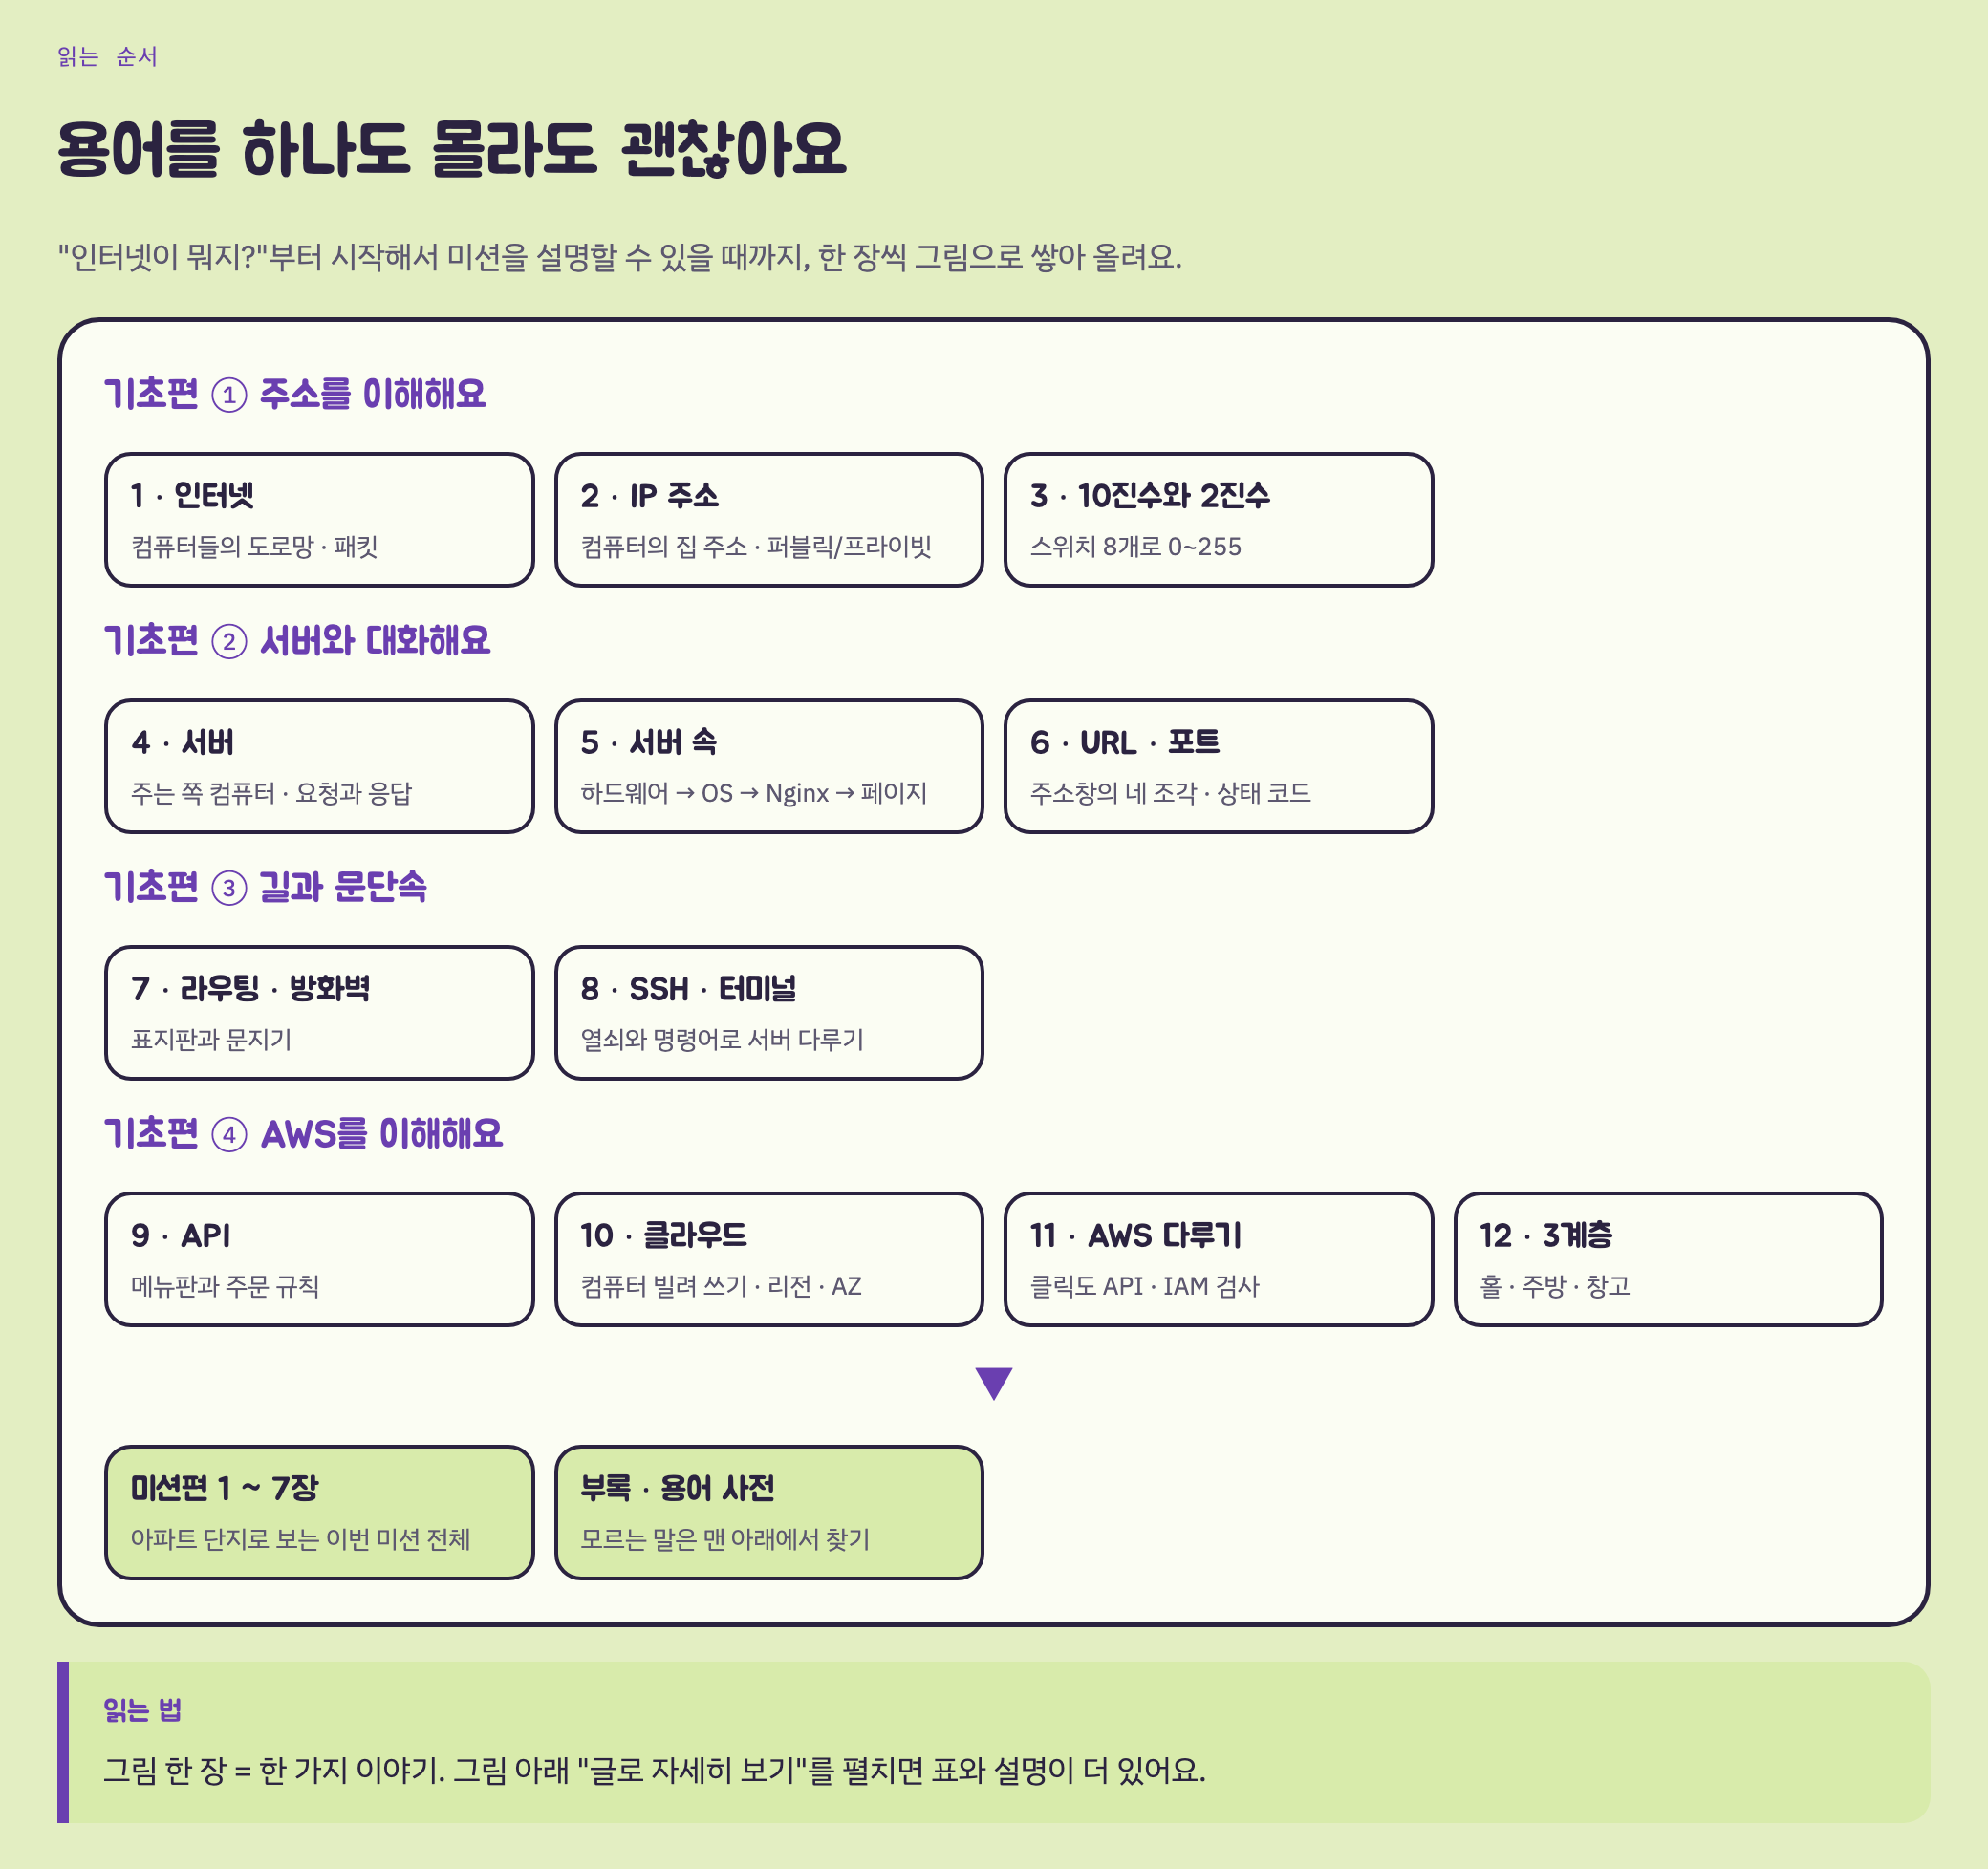 읽는 순서
용어를 하나도 몰라도 괜찮아요
"인터넷이 뭐지?"부터 시작해서 미션을 설명할 수 있을 때까지, 한 장씩 그림으로 쌓아 올려요.
기초편 ① 주소를 이해해요
1 · 인터넷
컴퓨터들의 도로망 · 패킷
2 · IP 주소
컴퓨터의 집 주소 · 퍼블릭/프라이빗
3 · 10진수와 2진수
스위치 8개로 0~255
기초편 ② 서버와 대화해요
4 · 서버
주는 쪽 컴퓨터 · 요청과 응답
5 · 서버 속
하드웨어 → OS → Nginx → 페이지
6 · URL · 포트
주소창의 네 조각 · 상태 코드
기초편 ③ 길과 문단속
7 · 라우팅 · 방화벽
표지판과 문지기
8 · SSH · 터미널
열쇠와 명령어로 서버 다루기
기초편 ④ AWS를 이해해요
9 · API
메뉴판과 주문 규칙
10 · 클라우드
컴퓨터 빌려 쓰기 · 리전 · AZ
11 · AWS 다루기
클릭도 API · IAM 검사
12 · 3계층
홀 · 주방 · 창고
미션편 1 ~ 7장
아파트 단지로 보는 이번 미션 전체
부록 · 용어 사전
모르는 말은 맨 아래에서 찾기
읽는 법
그림 한 장 = 한 가지 이야기. 그림 아래 "글로 자세히 보기"를 펼치면 표와 설명이 더 있어요.